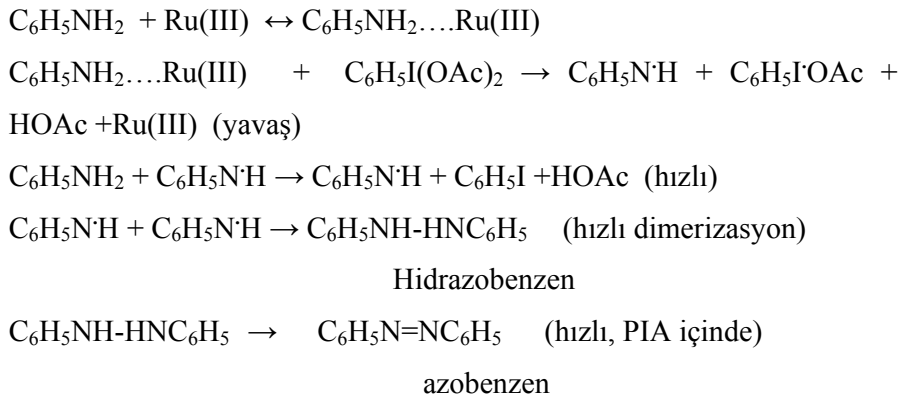 C₆H₅NH₂ + Ru(III) ↔ C₆H₅NH₂….Ru(III)
C₆H₅NH₂….Ru(III) + C₆H₅I(OAc)₂ → C₆H₅N˙H + C₆H₅I˙OAc +
HOAc +Ru(III) (yavaş)
C₆H₅NH₂ + C₆H₅N˙H → C₆H₅N˙H + C₆H₅I +HOAc (hızlı)
C₆H₅N˙H + C₆H₅N˙H → C₆H₅NH-HNC₆H₅ (hızlı dimerizasyon)
Hidrazobenzen
C₆H₅NH-HNC₆H₅ → C₆H₅N=NC₆H₅ (hızlı, PIA içinde)
azobenzen